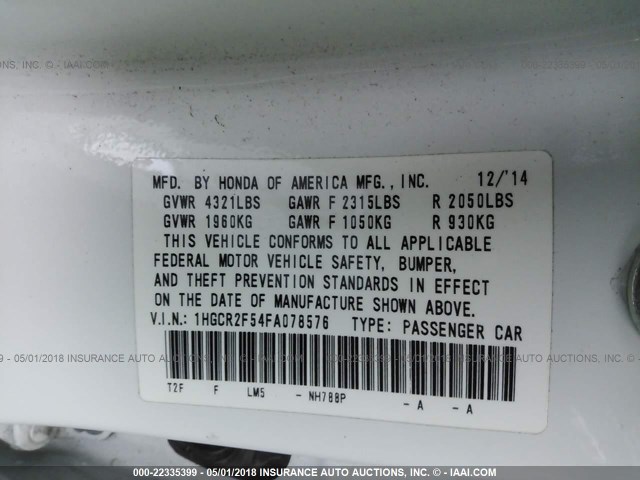 MFD. BY HONDA OF AMERICA MFG., INC. 12/'14
GVWR 4321LBS GAWR F 2315LBS R 2050LBS
GVWR 1960KG GAWR F 1050KG R 930KG
THIS VEHICLE CONFORMS TO ALL APPLICABLE
FEDERAL MOTOR VEHICLE SAFETY, BUMPER,
AND THEFT PREVENTION STANDARDS IN EFFECT
ON THE DATE OF MANUFACTURE SHOWN ABOVE.
V.I.N.: 1HGCR2F54FA078576 TYPE: PASSENGER CAR
T2F F LM5 - NH788P - A - A
000-22335399 - 05/01/2018 INSURANCE AUTO AUCTIONS, INC. - © - IAAI.COM